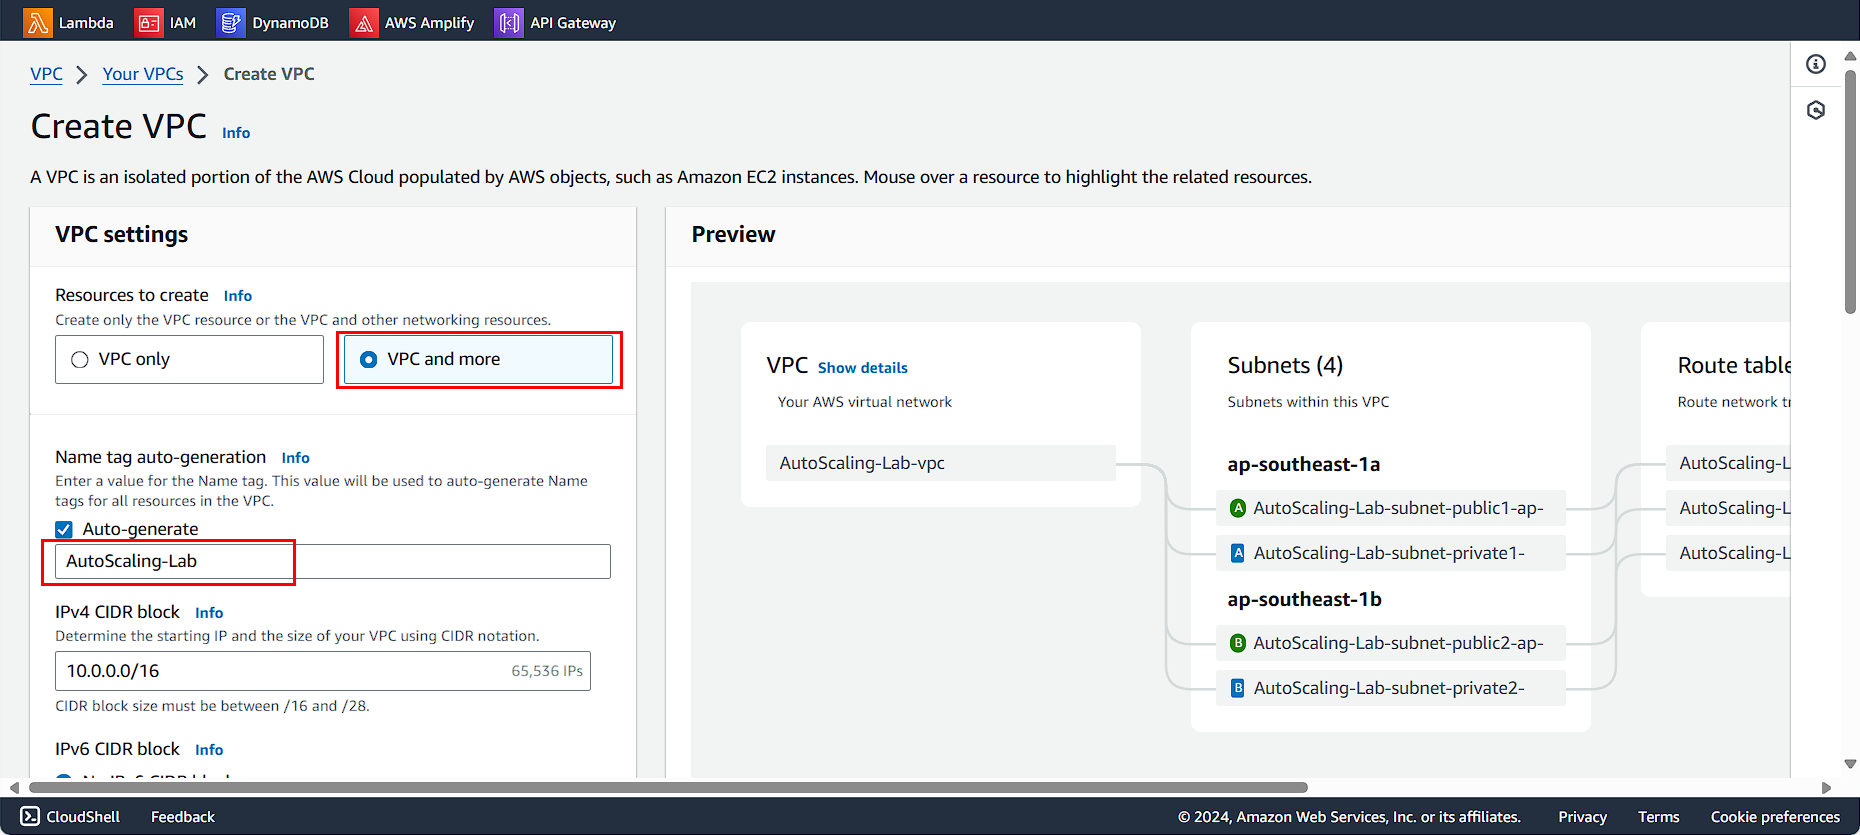 Lambda IAM DynamoDB AWS Amplify API Gateway
VPC Your VPCs Create VPC
Create VPC Info
A VPC is an isolated portion of the AWS Cloud populated by AWS objects, such as Amazon EC2 instances. Mouse over a resource to highlight the related resources.
VPC settings
Resources to create Info
Create only the VPC resource or the VPC and other networking resources.
VPC only VPC and more
Name tag auto-generation Info
Enter a value for the Name tag. This value will be used to auto-generate Name
tags for all resources in the VPC.
Auto-generate
AutoScaling-Lab
IPv4 CIDR block Info
Determine the starting IP and the size of your VPC using CIDR notation.
10.0.0.0/16 65,536 IPs
CIDR block size must be between /16 and /28.
IPv6 CIDR block Info
Preview
VPC Show details
Your AWS virtual network
AutoScaling-Lab-vpc
Subnets (4)
Subnets within this VPC
ap-southeast-1a
A AutoScaling-Lab-subnet-public1-ap-
A AutoScaling-Lab-subnet-private1-
ap-southeast-1b
B AutoScaling-Lab-subnet-public2-ap-
B AutoScaling-Lab-subnet-private2-
Route table
Route network
AutoScaling-L
AutoScaling-L
AutoScaling-L
CloudShell Feedback © 2024, Amazon Web Services, Inc. or its affiliates. Privacy Terms Cookie preferences